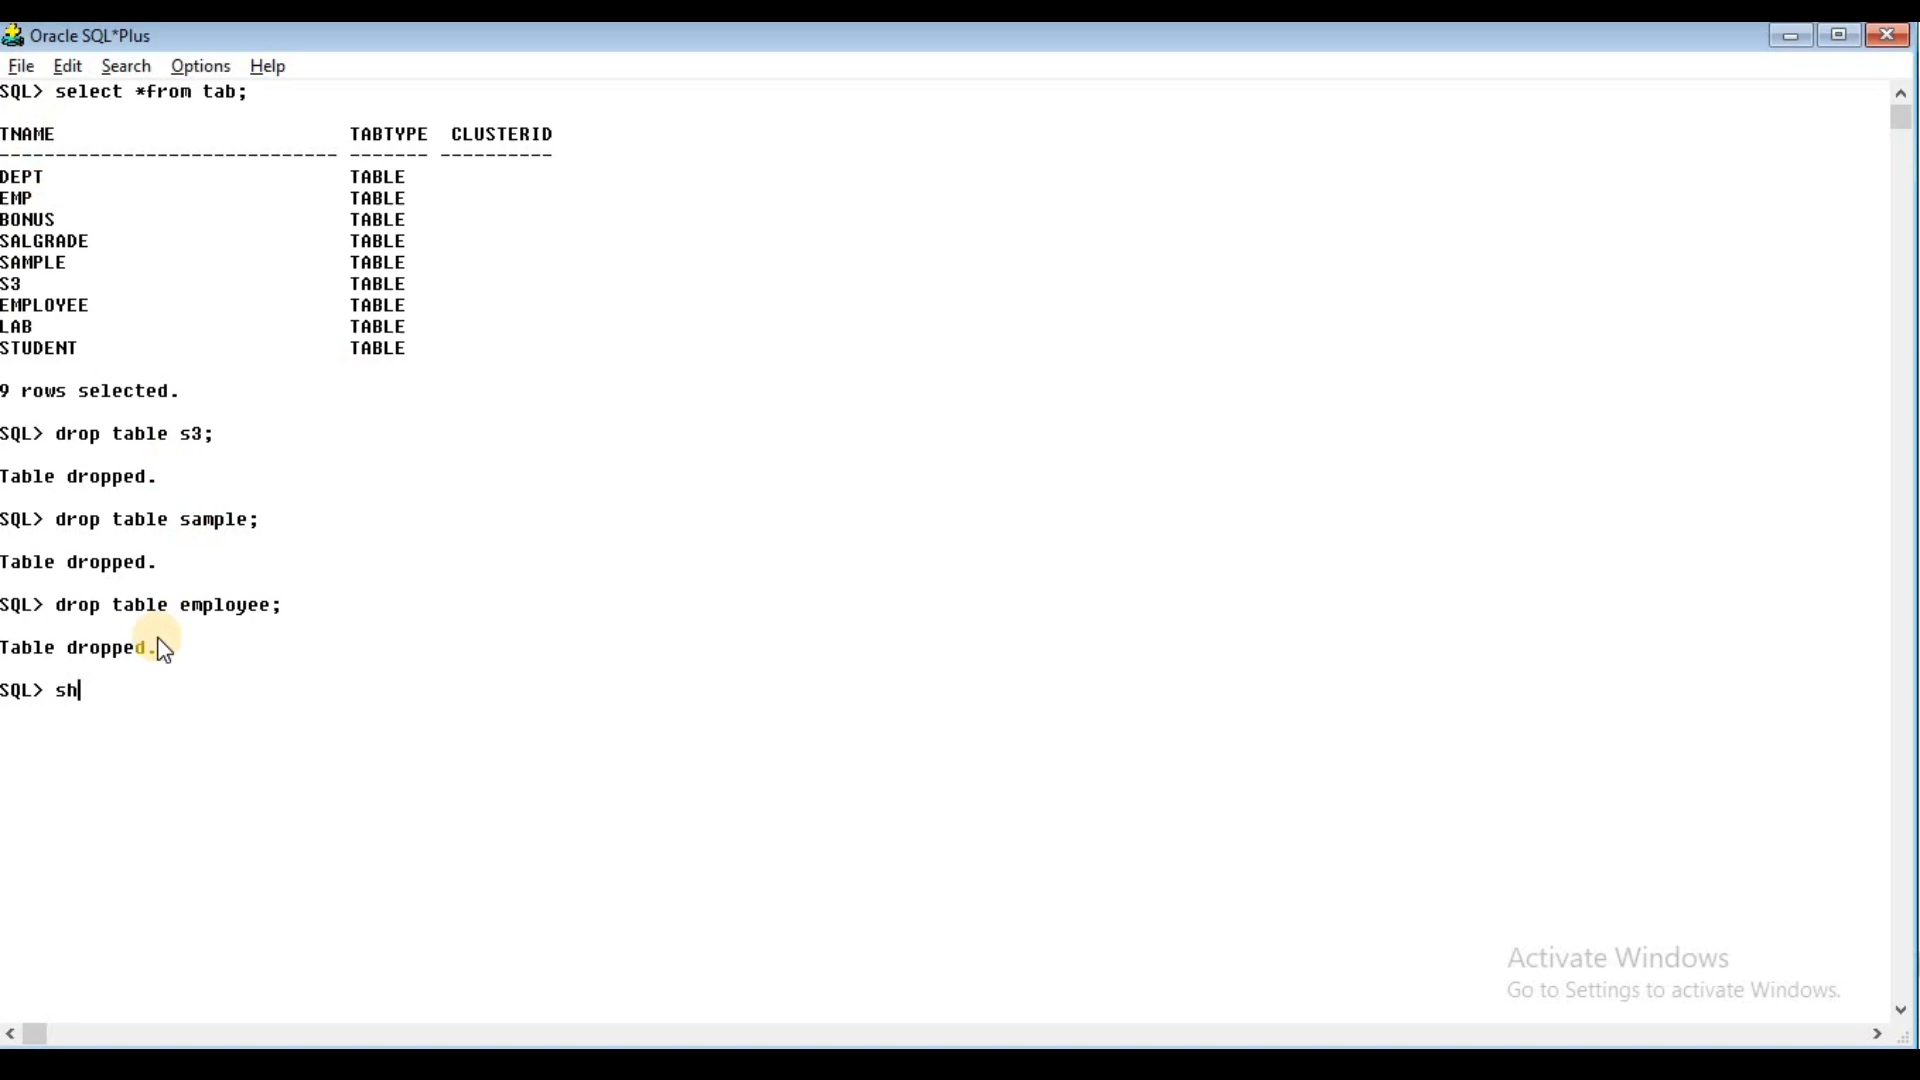 Oracle SQL*Plus
File Edit Search Options Help
SQL> select *from tab;
TNAME TABTYPE CLUSTERID
------------------------------ ------- ----------
DEPT TABLE
EMP TABLE
BONUS TABLE
SALGRADE TABLE
SAMPLE TABLE
S3 TABLE
EMPLOYEE TABLE
LAB TABLE
STUDENT TABLE
9 rows selected.
SQL> drop table s3;
Table dropped.
SQL> drop table sample;
Table dropped.
SQL> drop table employee;
Table dropped.
SQL> sh
Activate Windows
Go to Settings to activate Windows.